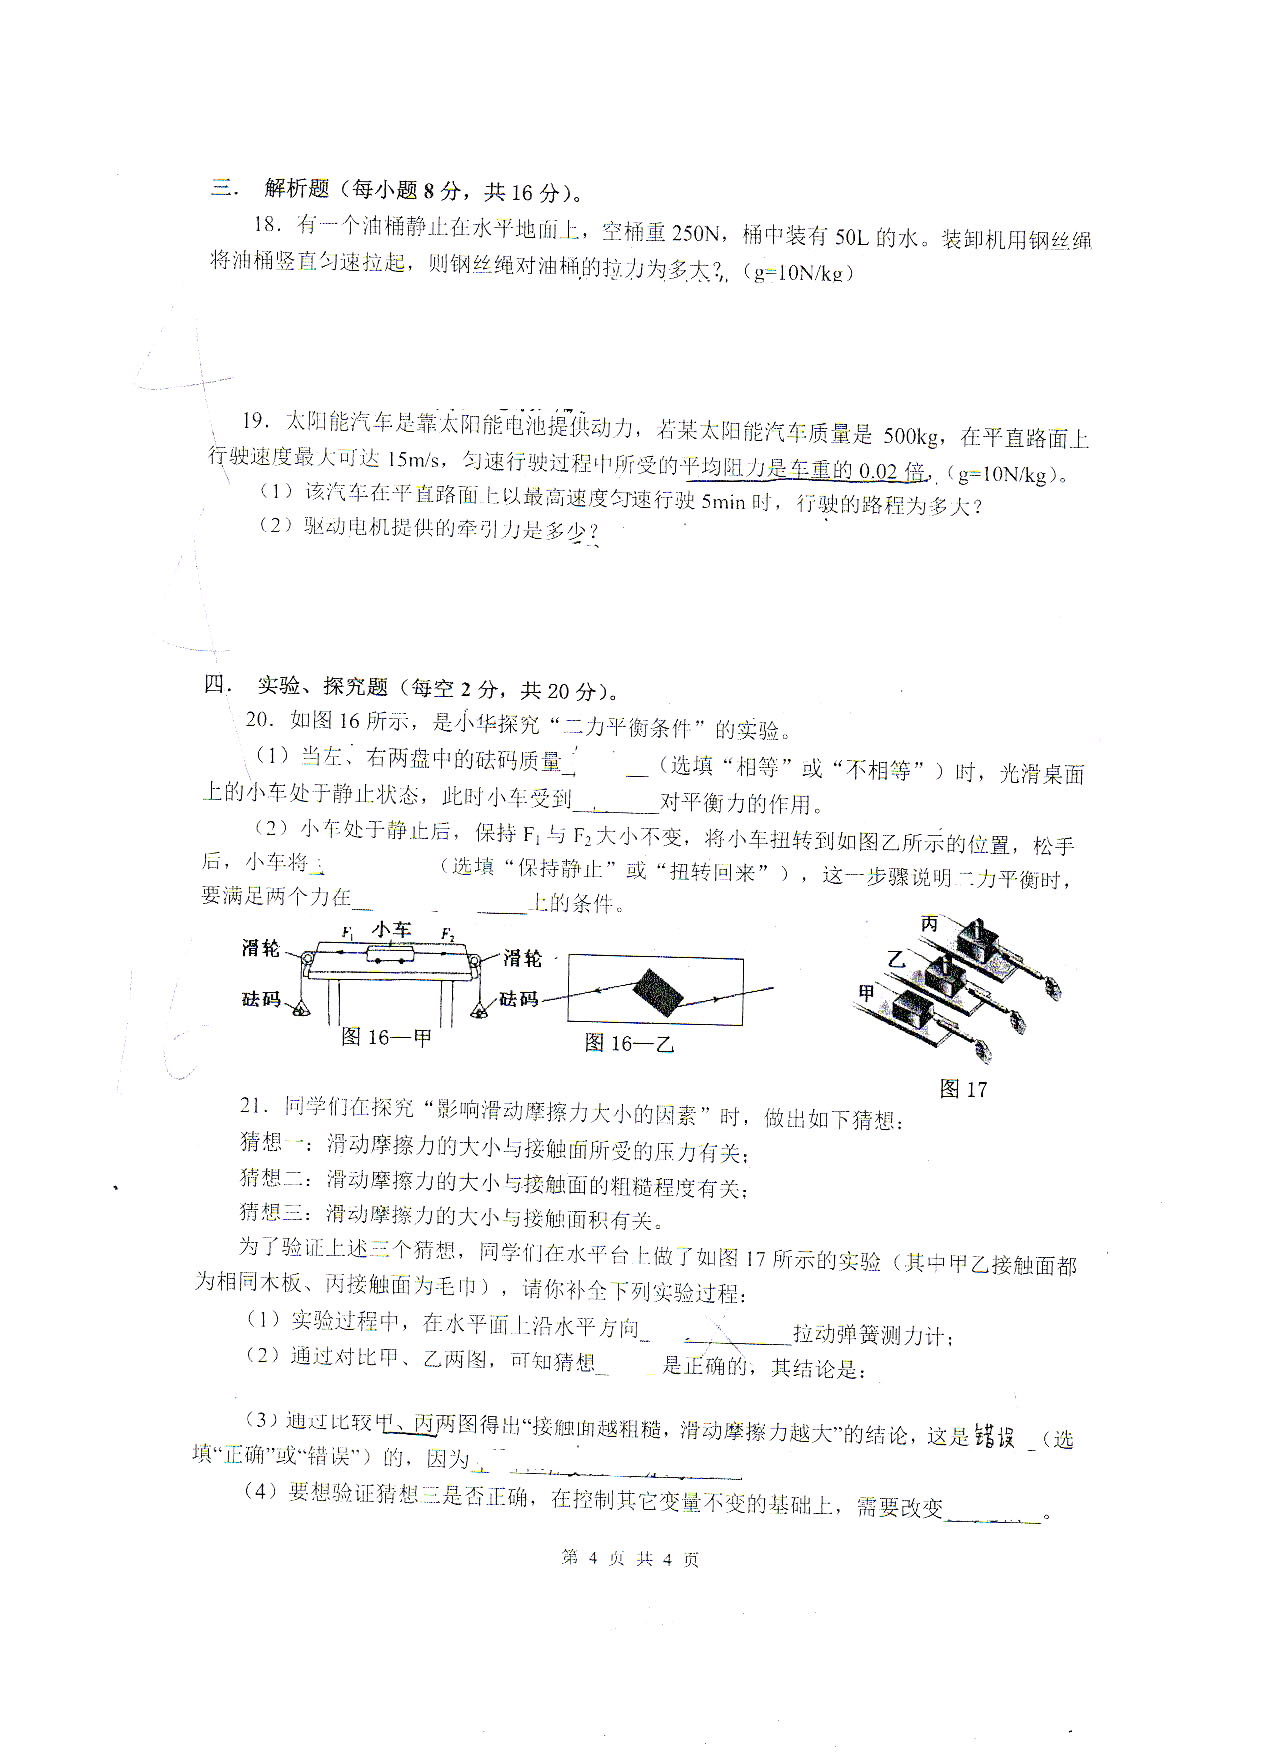 三．  解析题（每小题 8 分，共 16 分）。
18．有一个油桶静止在水平地面上，空桶重 250N，桶中装有 50L 的水。装卸机用钢丝绳
将油桶竖直匀速拉起，则钢丝绳对油桶的拉力为多大？（g=10N/kg）
19．太阳能汽车是靠太阳能电池提供动力，若某太阳能汽车质量是 500kg，在平直路面上
行驶速度最大可达 15m/s，匀速行驶过程中所受的平均阻力是车重的 0.02 倍，（g=10N/kg）。
（1）该汽车在平直路面上以最高速度匀速行驶 5min 时，行驶的路程为多大？
（2）驱动电机提供的牵引力是多少？
四．  实验、探究题（每空 2 分，共 20 分）。
20．如图 16 所示，是小华探究“二力平衡条件”的实验。
（1）当左、右两盘中的砝码质量____（选填“相等”或“不相等”）时，光滑桌面
上的小车处于静止状态，此时小车受到______对平衡力的作用。
（2）小车处于静止后，保持 F₁ 与 F₂ 大小不变，将小车扭转到如图乙所示的位置，松手
后，小车将      （选填“保持静止”或“扭转回来”），这一步骤说明二力平衡时，
要满足两个力在______上的条件。
F₁ 小车 F₂
滑轮 滑轮
砝码 砝码
图 16—甲
图 16—乙
丙
乙
甲
图 17
21．同学们在探究“影响滑动摩擦力大小的因素”时，做出如下猜想：
猜想一：滑动摩擦力的大小与接触面所受的压力有关；
猜想二：滑动摩擦力的大小与接触面的粗糙程度有关；
猜想三：滑动摩擦力的大小与接触面积有关。
为了验证上述三个猜想，同学们在水平台上做了如图 17 所示的实验（其中甲乙接触面都
为相同木板、丙接触面为毛巾），请你补全下列实验过程：
（1）实验过程中，在水平面上沿水平方向______拉动弹簧测力计；
（2）通过对比甲、乙两图，可知猜想____是正确的，其结论是：
（3）通过比较甲、丙两图得出“接触面越粗糙，滑动摩擦力越大”的结论，这是 错误 _（选
填“正确”或“错误”）的，因为______
（4）要想验证猜想三是否正确，在控制其它变量不变的基础上，需要改变______。
第 4 页 共 4 页